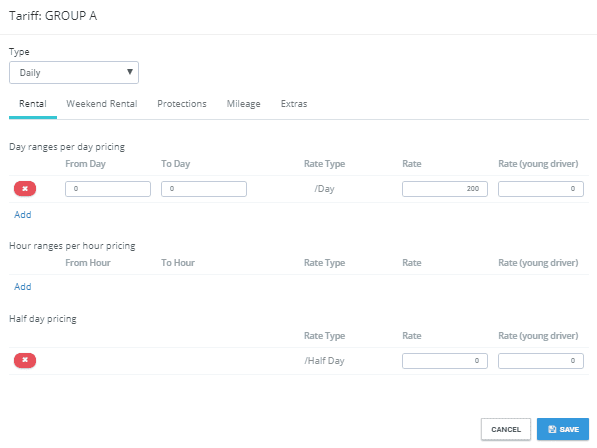 Tariff: GROUP A
Type
Daily
Rental Weekend Rental Protections Mileage Extras
Day ranges per day pricing
From Day To Day Rate Type Rate Rate (young driver)
0 0 /Day 200 0
Add
Hour ranges per hour pricing
From Hour To Hour Rate Type Rate Rate (young driver)
Add
Half day pricing
Rate Type Rate Rate (young driver)
/Half Day 0 0
CANCEL SAVE